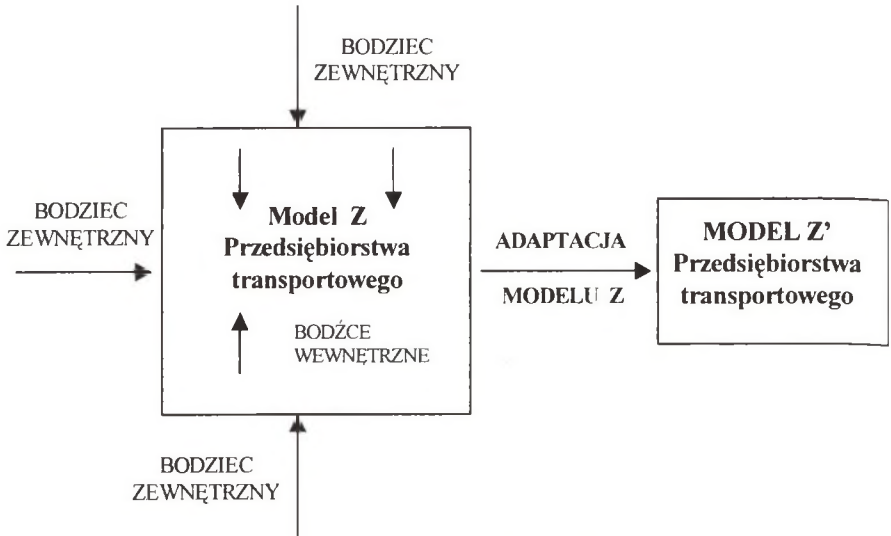 BODZIEC
ZEWNĘTRZNY
BODZIEC
ZEWNĘTRZNY
Model Z
Przedsiębiorstwa
transportowego
BODŹCE
WEWNĘTRZNE
ADAPTACJA
MODELU Z
MODEL Z’
Przedsiębiorstwa
transportowego
BODZIEC
ZEWNĘTRZNY